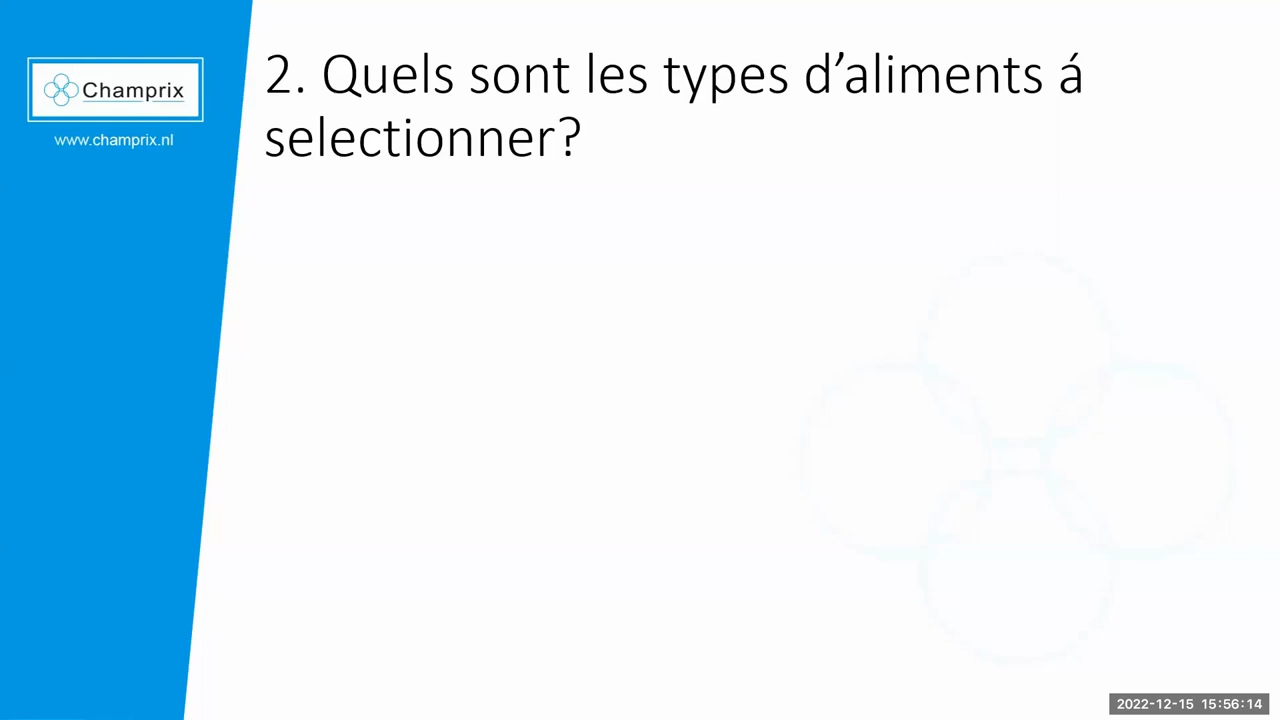 2. Quels sont les types d’aliments á
selectionner?
Champrix
www.champrix.nl
2022-12-15 15:56:14